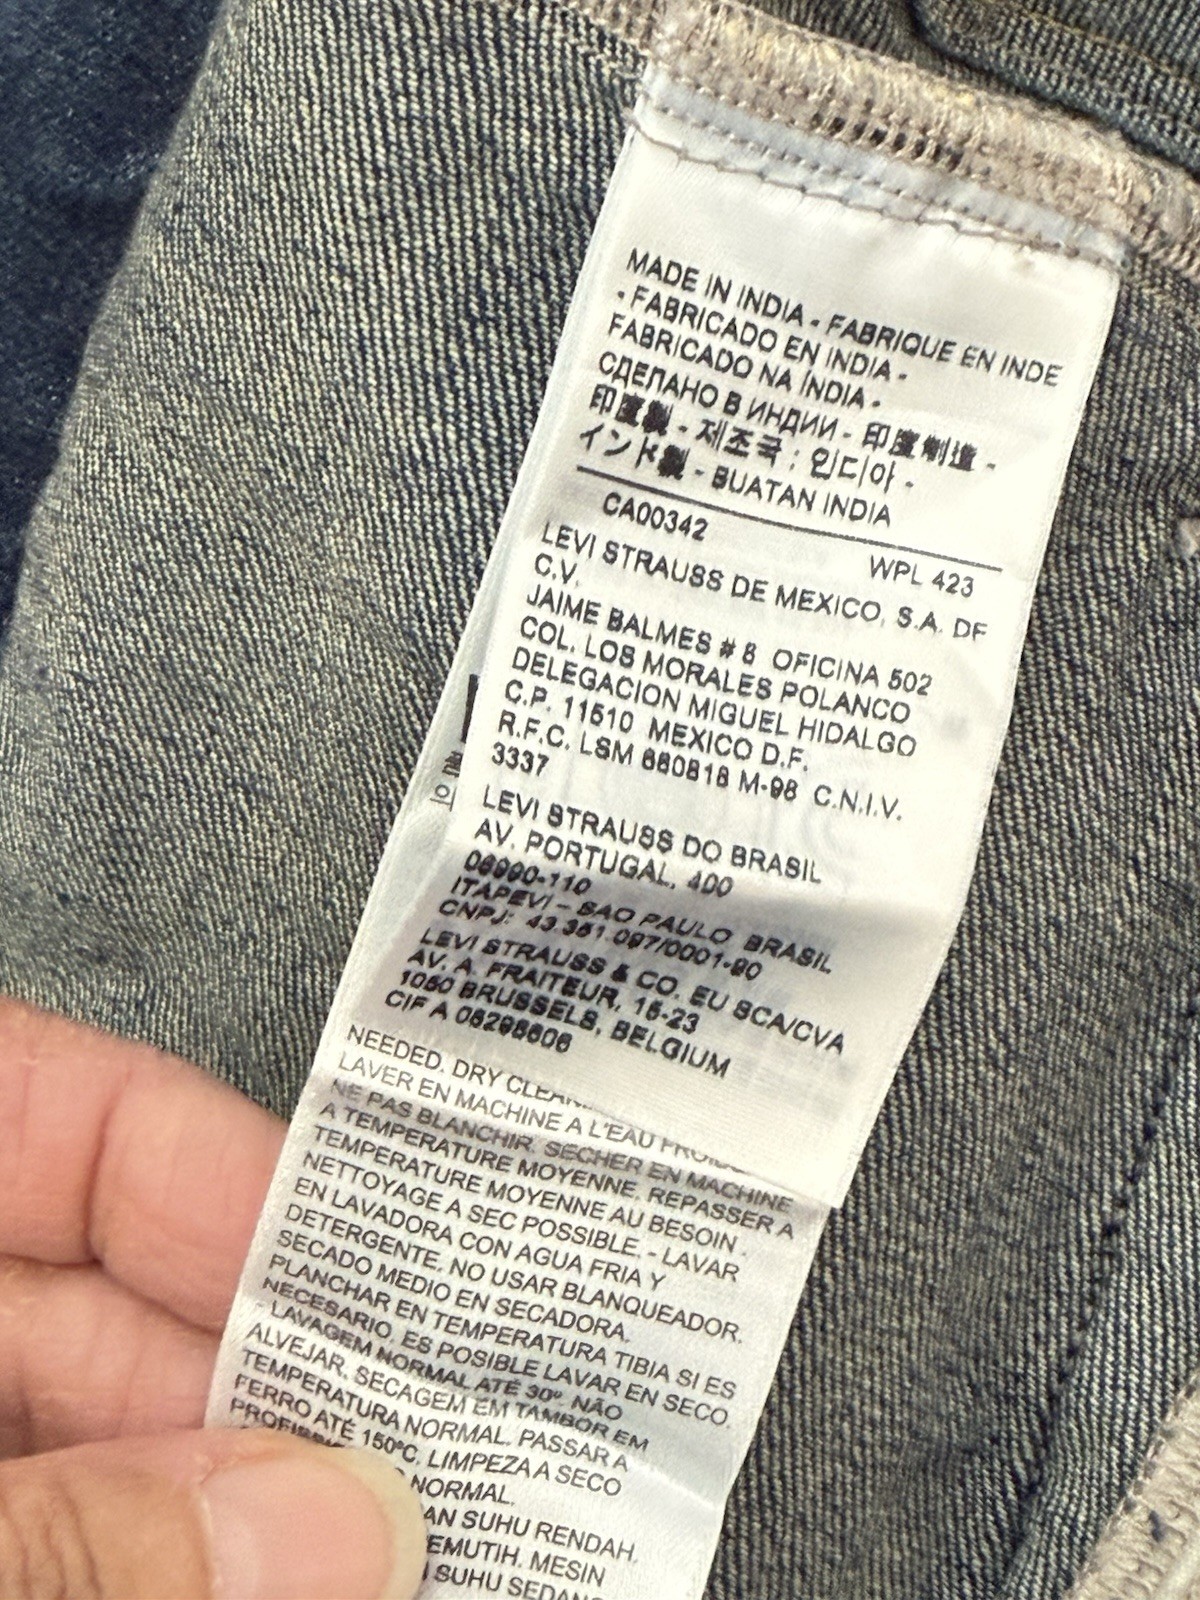 MADE IN INDIA - FABRIQUE EN INDE
- FABRICADO EN INDIA -
FABRICADO NA ÍNDIA -
СДЕЛАНО В ИНДИИ - 印度制造 -
印度製 - 제조국 : 인디아 -
インド製 - BUATAN INDIA
CA00342 WPL 423
LEVI STRAUSS DE MEXICO, S.A. DE
C.V.
JAIME BALMES # 8 OFICINA 502
COL. LOS MORALES POLANCO
DELEGACION MIGUEL HIDALGO
C.P. 11510 MEXICO D.F.
R.F.C. LSM 880818 M-98 C.N.I.V.
3337
LEVI STRAUSS DO BRASIL
AV. PORTUGAL, 400
06690-110
ITAPEVI - SAO PAULO BRASIL
CNPJ: 43.351.097/0001-90
LEVI STRAUSS & CO. EU SCA/CVA
AV. A. FRAITEUR, 15-23
1050 BRUSSELS, BELGIUM
CIF A 08298606
NEEDED. DRY
LAVER EN MACHINE A L'EAU
NE PAS BLANCHIR. SECHER EN MACHINE
A TEMPERATURE MOYENNE. REPASSER A
TEMPERATURE MOYENNE AU BESOIN.
NETTOYAGE A SEC POSSIBLE. - LAVAR
EN LAVADORA CON AGUA FRIA Y
DETERGENTE. NO USAR BLANQUEADOR.
SECADO MEDIO EN SECADORA.
PLANCHAR EN TEMPERATURA TIBIA SI ES
NECESARIO. ES POSIBLE LAVAR EN SECO.
- LAVAGEM NORMAL ATÉ 30º NÃO
ALVEJAR. SECAGEM EM TAMBOR EM
TEMPERATURA NORMAL. PASSAR A
FERRO ATÉ 150ºC. LIMPEZA A SECO
NORMAL.
SUHU RENDAH.
EMUTIH. MESIN
SUHU